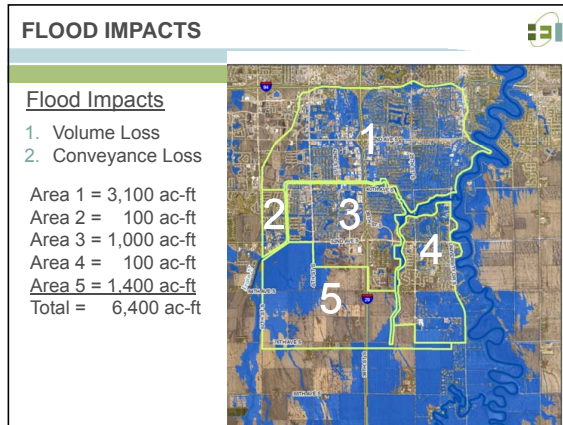 FLOOD IMPACTS
Flood Impacts
1. Volume Loss
2. Conveyance Loss
Area 1 = 3,100 ac-ft
Area 2 = 100 ac-ft
Area 3 = 1,000 ac-ft
Area 4 = 100 ac-ft
Area 5 = 1,400 ac-ft
Total = 6,400 ac-ft
94
1
2
3
4
5
29